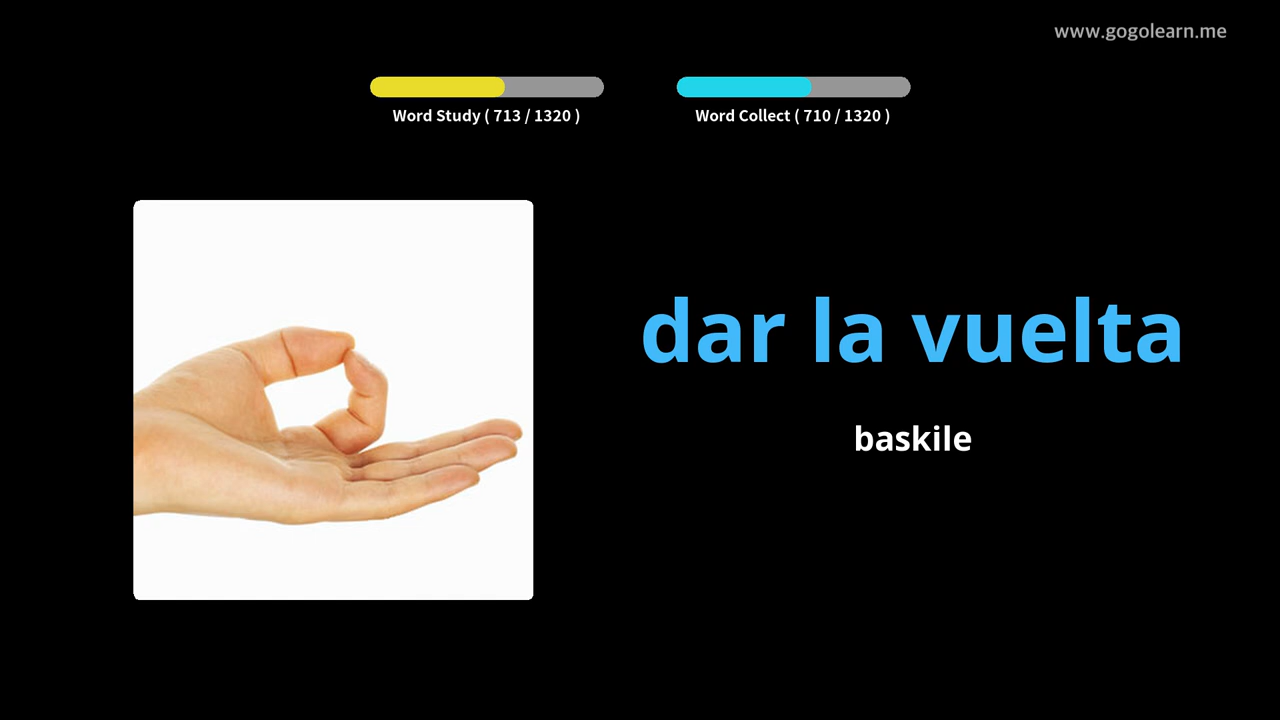 www.gogolearn.me
Word Study ( 713 / 1320 )
Word Collect ( 710 / 1320 )
dar la vuelta
baskile